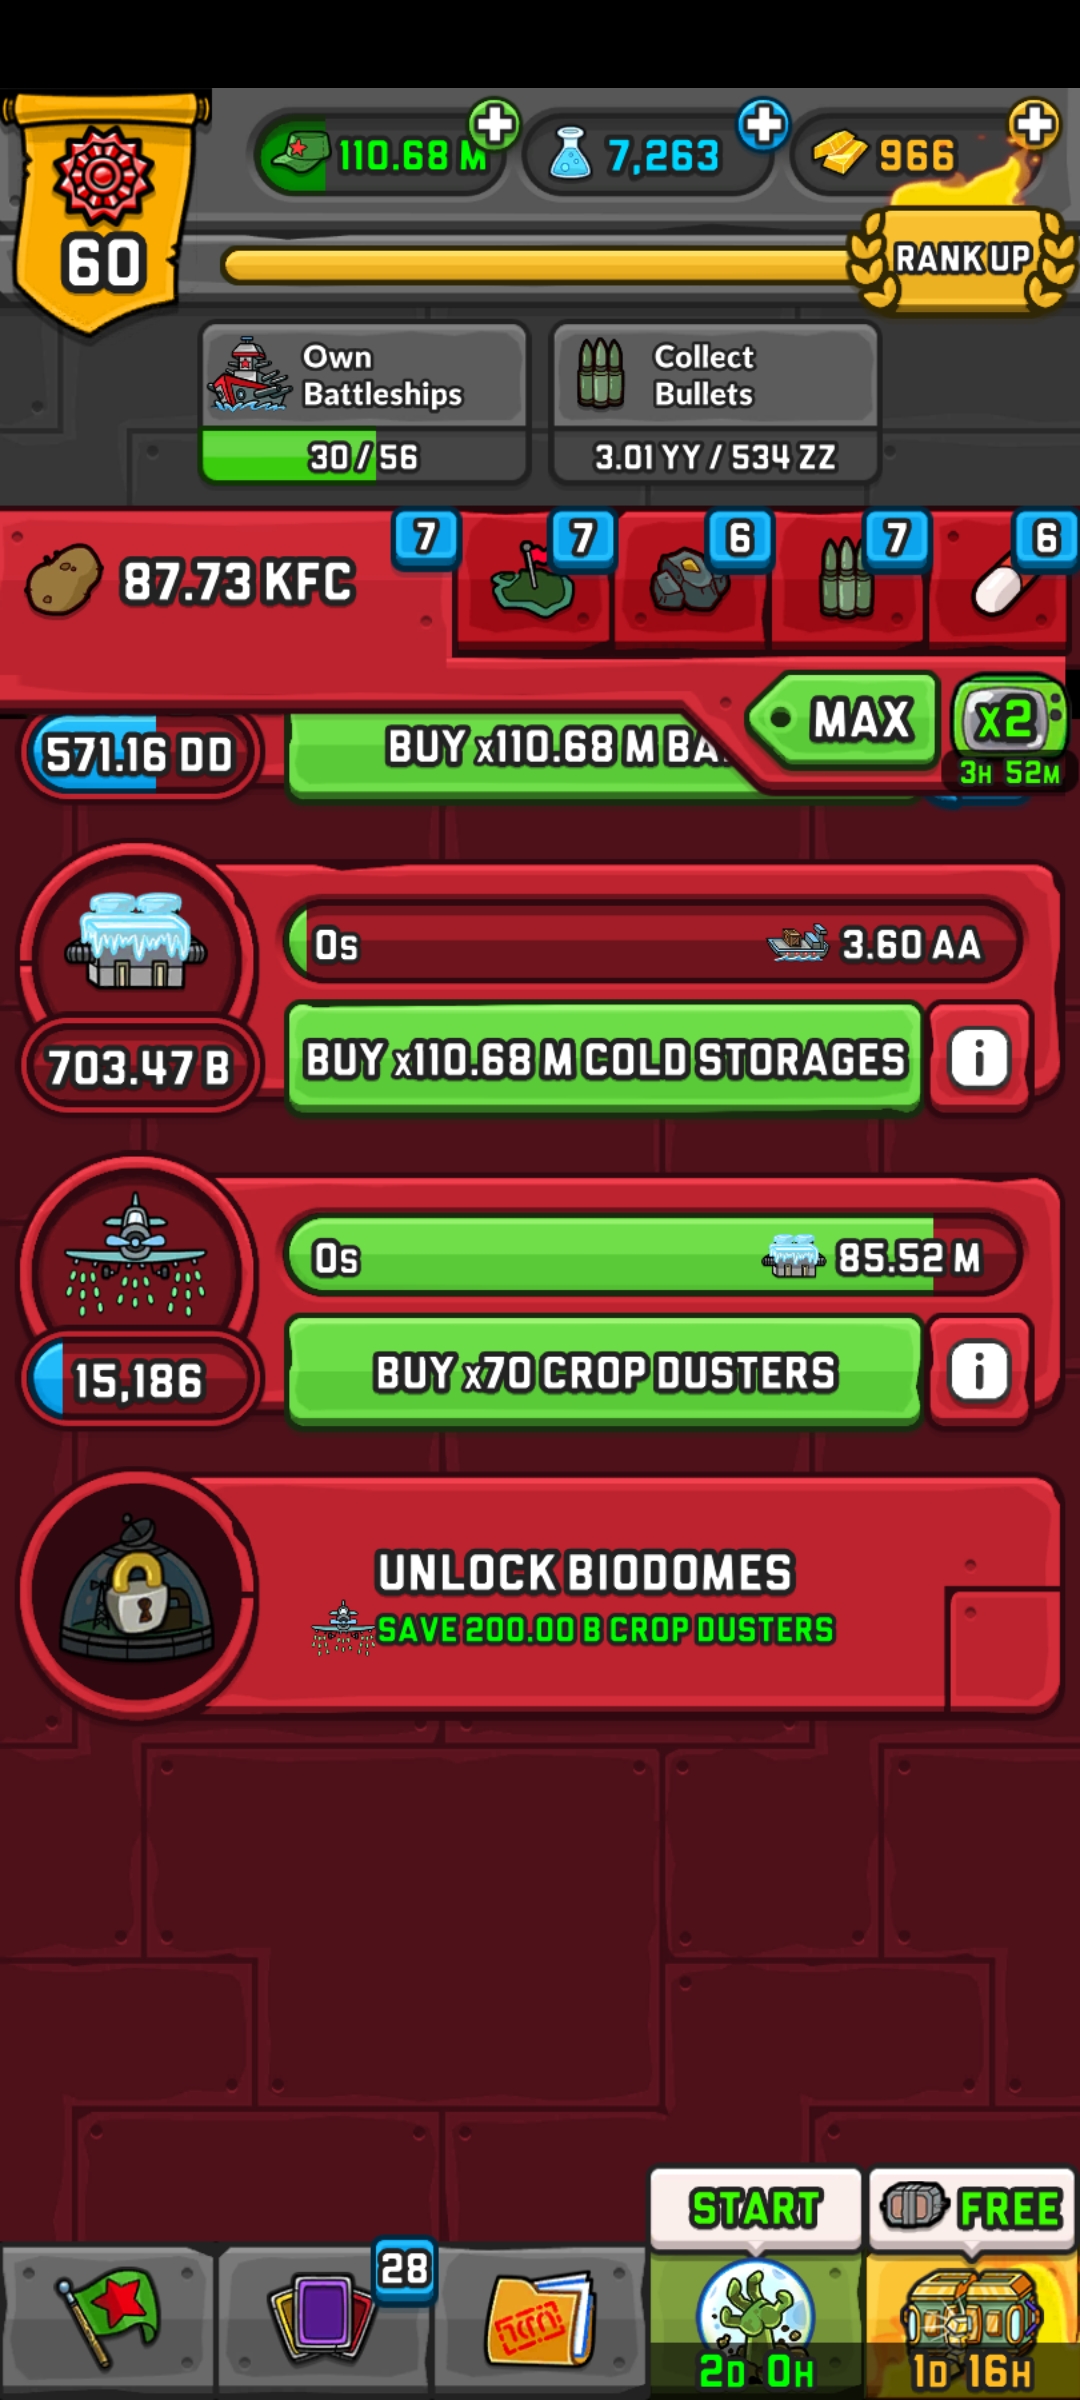 60
110.68 M
7,263
966
RANK UP
Own
Battleships
30 / 56
Collect
Bullets
3.01 YY / 534 ZZ
87.73 KFC
7
7
6
7
6
MAX
x2
3H 52M
571.16 DD
BUY x110.68 M BA
0s
3.60 AA
703.47 B
BUY x110.68 M COLD STORAGES
i
0s
85.52 M
15,186
BUY x70 CROP DUSTERS
i
UNLOCK BIODOMES
SAVE 200.00 B CROP DUSTERS
START
FREE
28
2D 0H
1D 16H